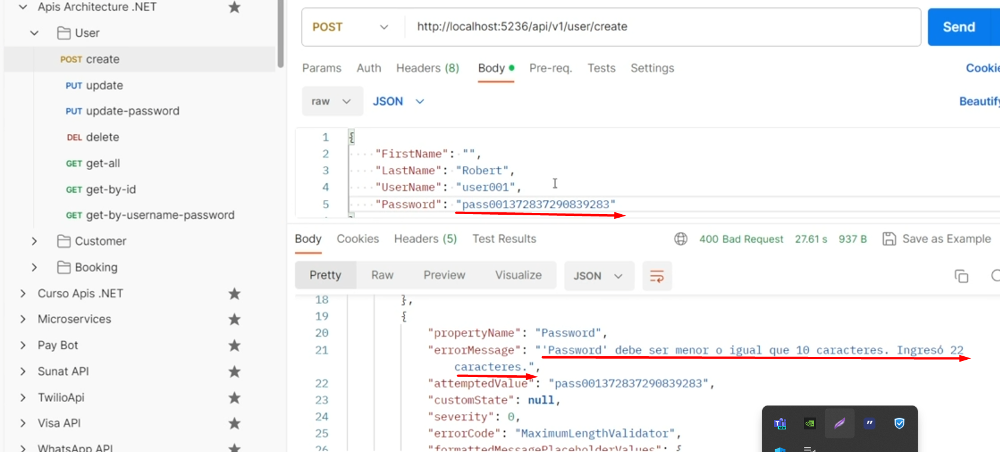 Apis Architecture .NET
User
POST create
PUT update
PUT update-password
DEL delete
GET get-all
GET get-by-id
GET get-by-username-password
Customer
Booking
Curso Apis .NET
Microservices
Pay Bot
Sunat API
TwilioApi
Visa API
WhatsApp API
POST http://localhost:5236/api/v1/user/create Send
Params Auth Headers (8) Body Pre-req. Tests Settings Cookie
raw JSON Beautify
1 {
2 "FirstName": "",
3 "LastName": "Robert",
4 "UserName": "user001",
5 "Password": "pass001372837290839283"
Body Cookies Headers (5) Test Results 400 Bad Request 27.61 s 937 B Save as Example
Pretty Raw Preview Visualize JSON
18 },
19 {
20 "propertyName": "Password",
21 "errorMessage": "'Password' debe ser menor o igual que 10 caracteres. Ingresó 22
caracteres.",
22 "attemptedValue": "pass001372837290839283",
23 "customState": null,
24 "severity": 0,
25 "errorCode": "MaximumLengthValidator",
26 "formattedMessagePlaceholderValues": {